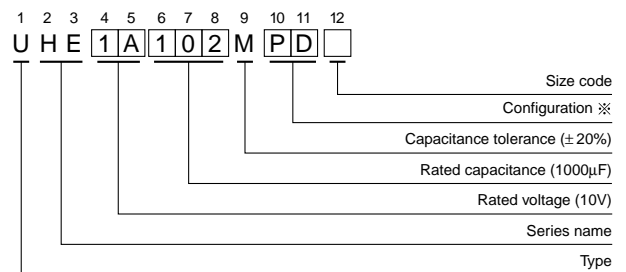 1 2 3 4 5 6 7 8 9 10 11 12
U H E 1 A 1 0 2 M P D
Size code
Configuration ※
Capacitance tolerance (±20%)
Rated capacitance (1000µF)
Rated voltage (10V)
Series name
Type